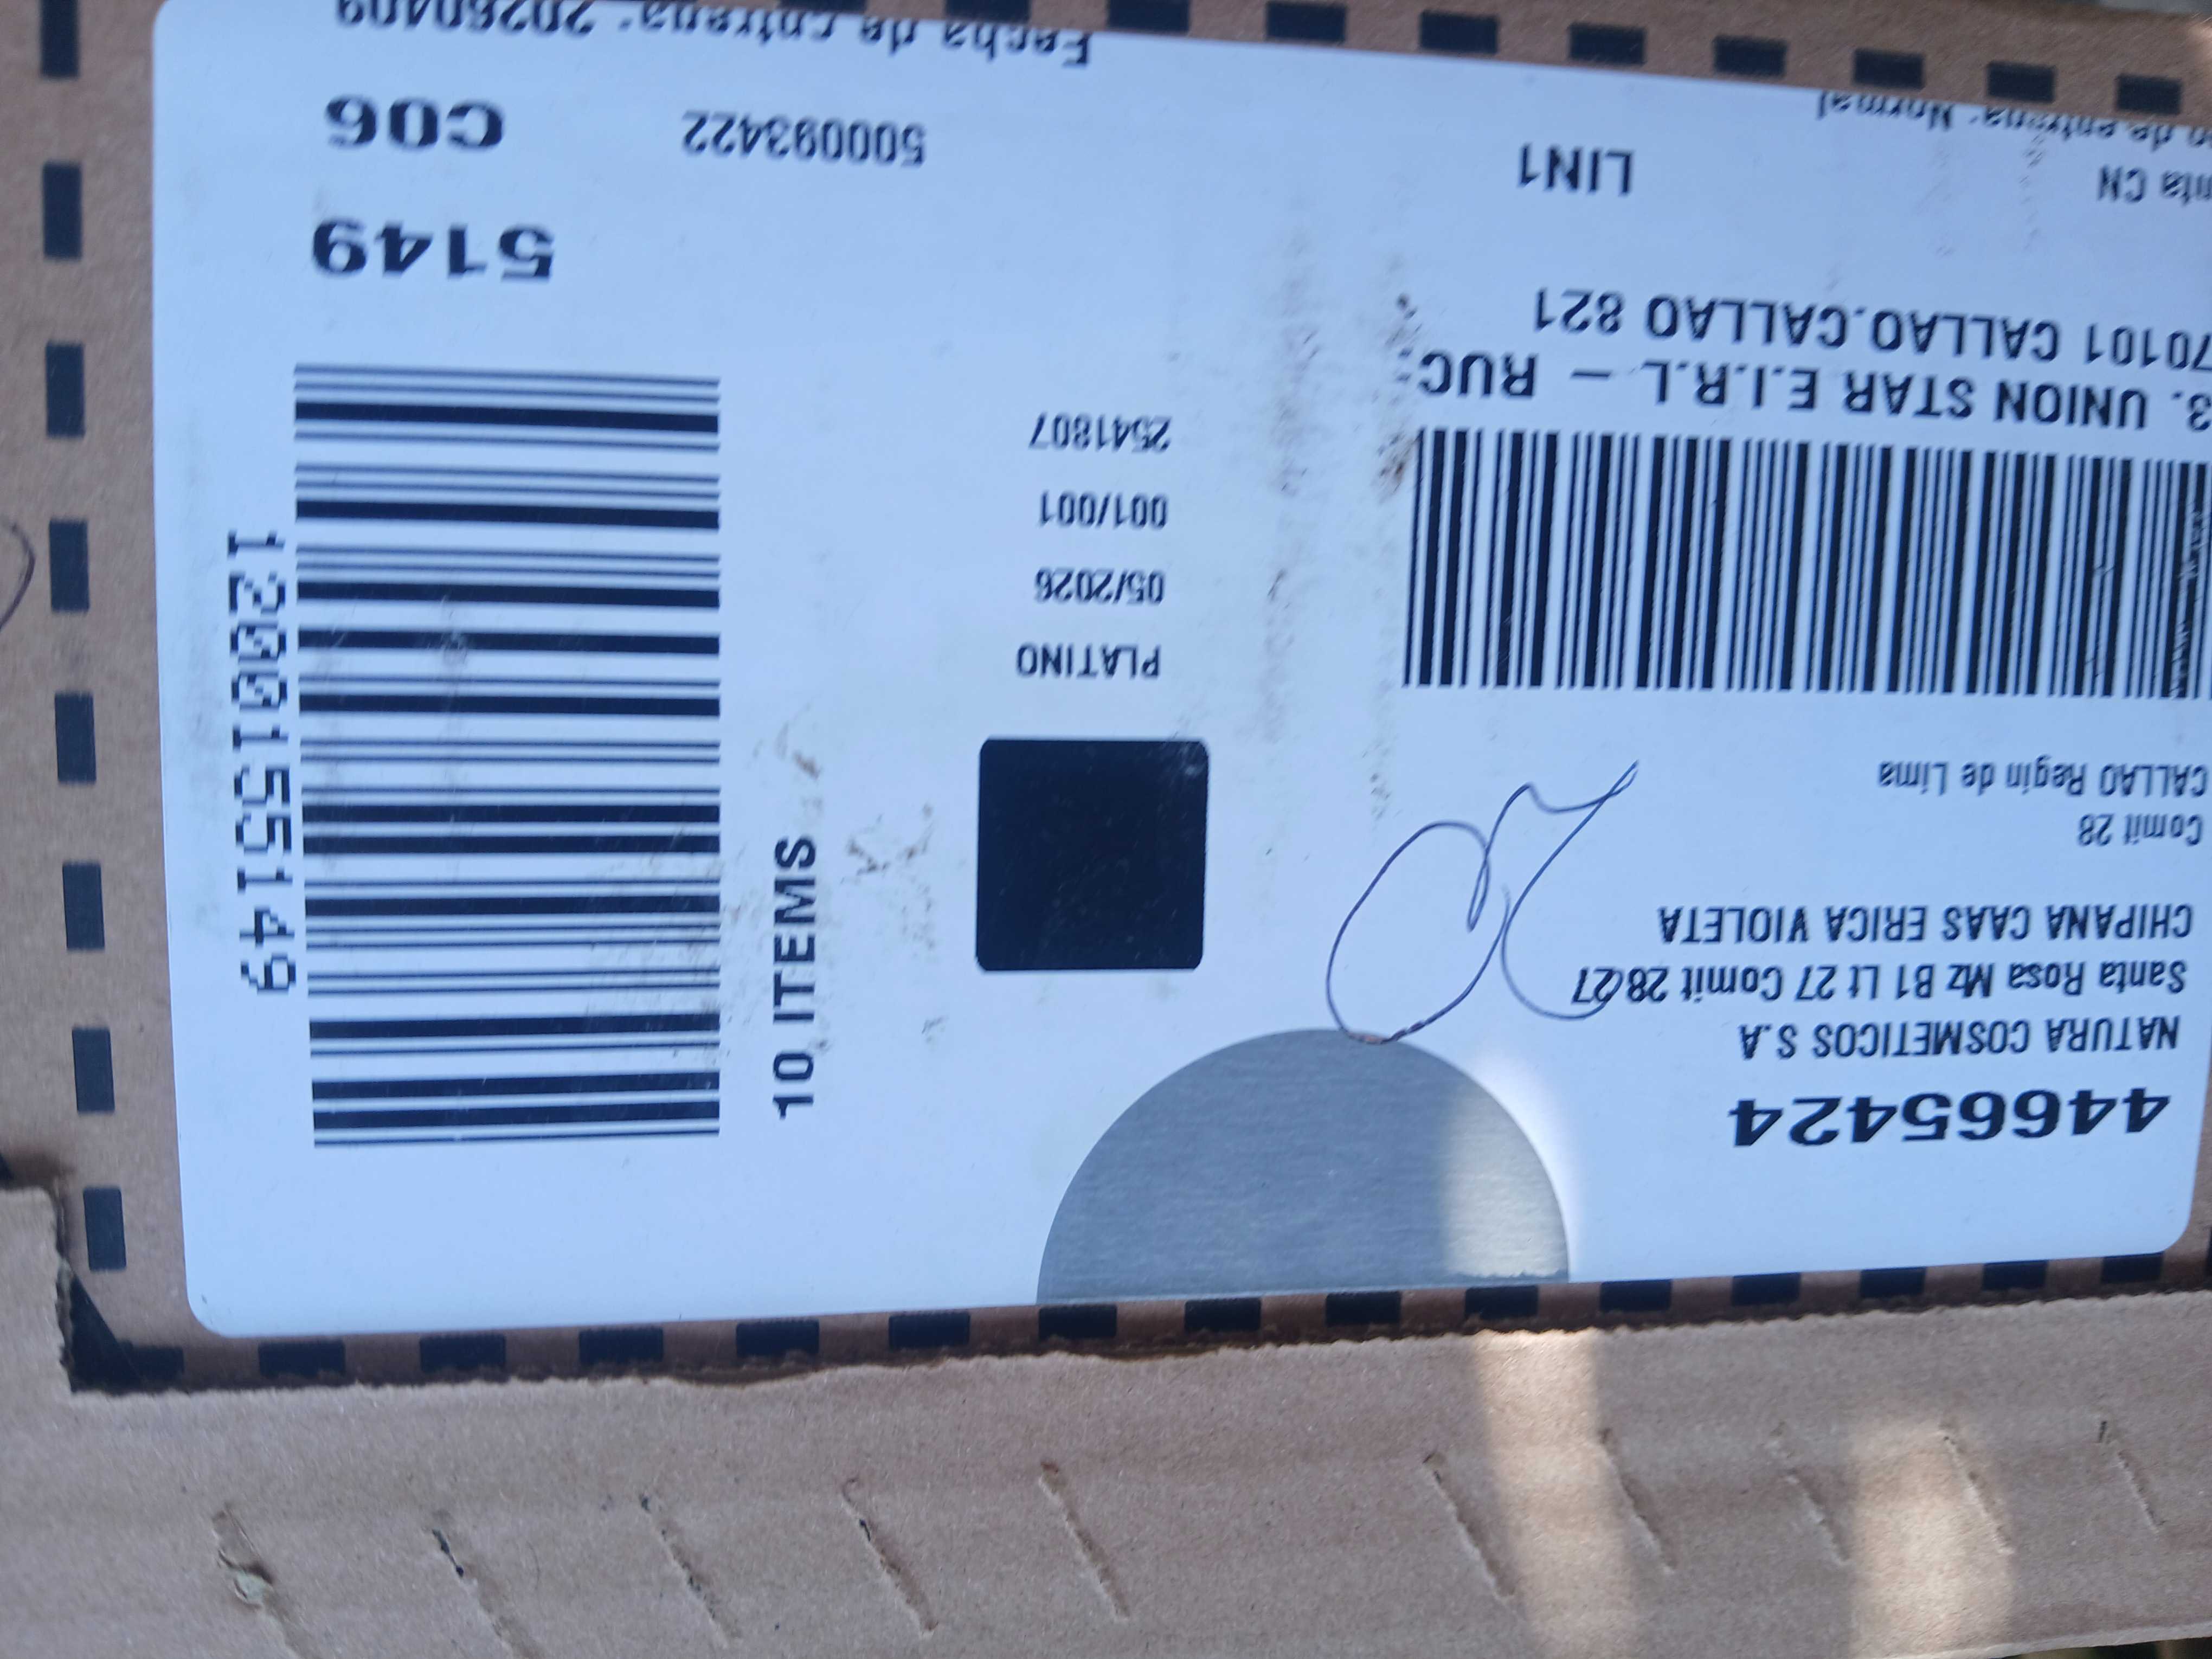 44665424
NATURA COSMETICOS S.A
Santa Rosa Mz B1 Lt 27 Comit 28
CHIPANA CAAS ERICA VIOLETA
Comit 28
CALLAO Regin de Lima
3. UNION STAR E.I.R.L - RUC:
70101 CALLAO.CALLAO 821
nta CN
LIN1
de entrega: Normal
PLATINO
05/2026
001/001
2541807
500093422
Fecha de entrega: 20260409
10 ITEMS
1200155149
5149
C06